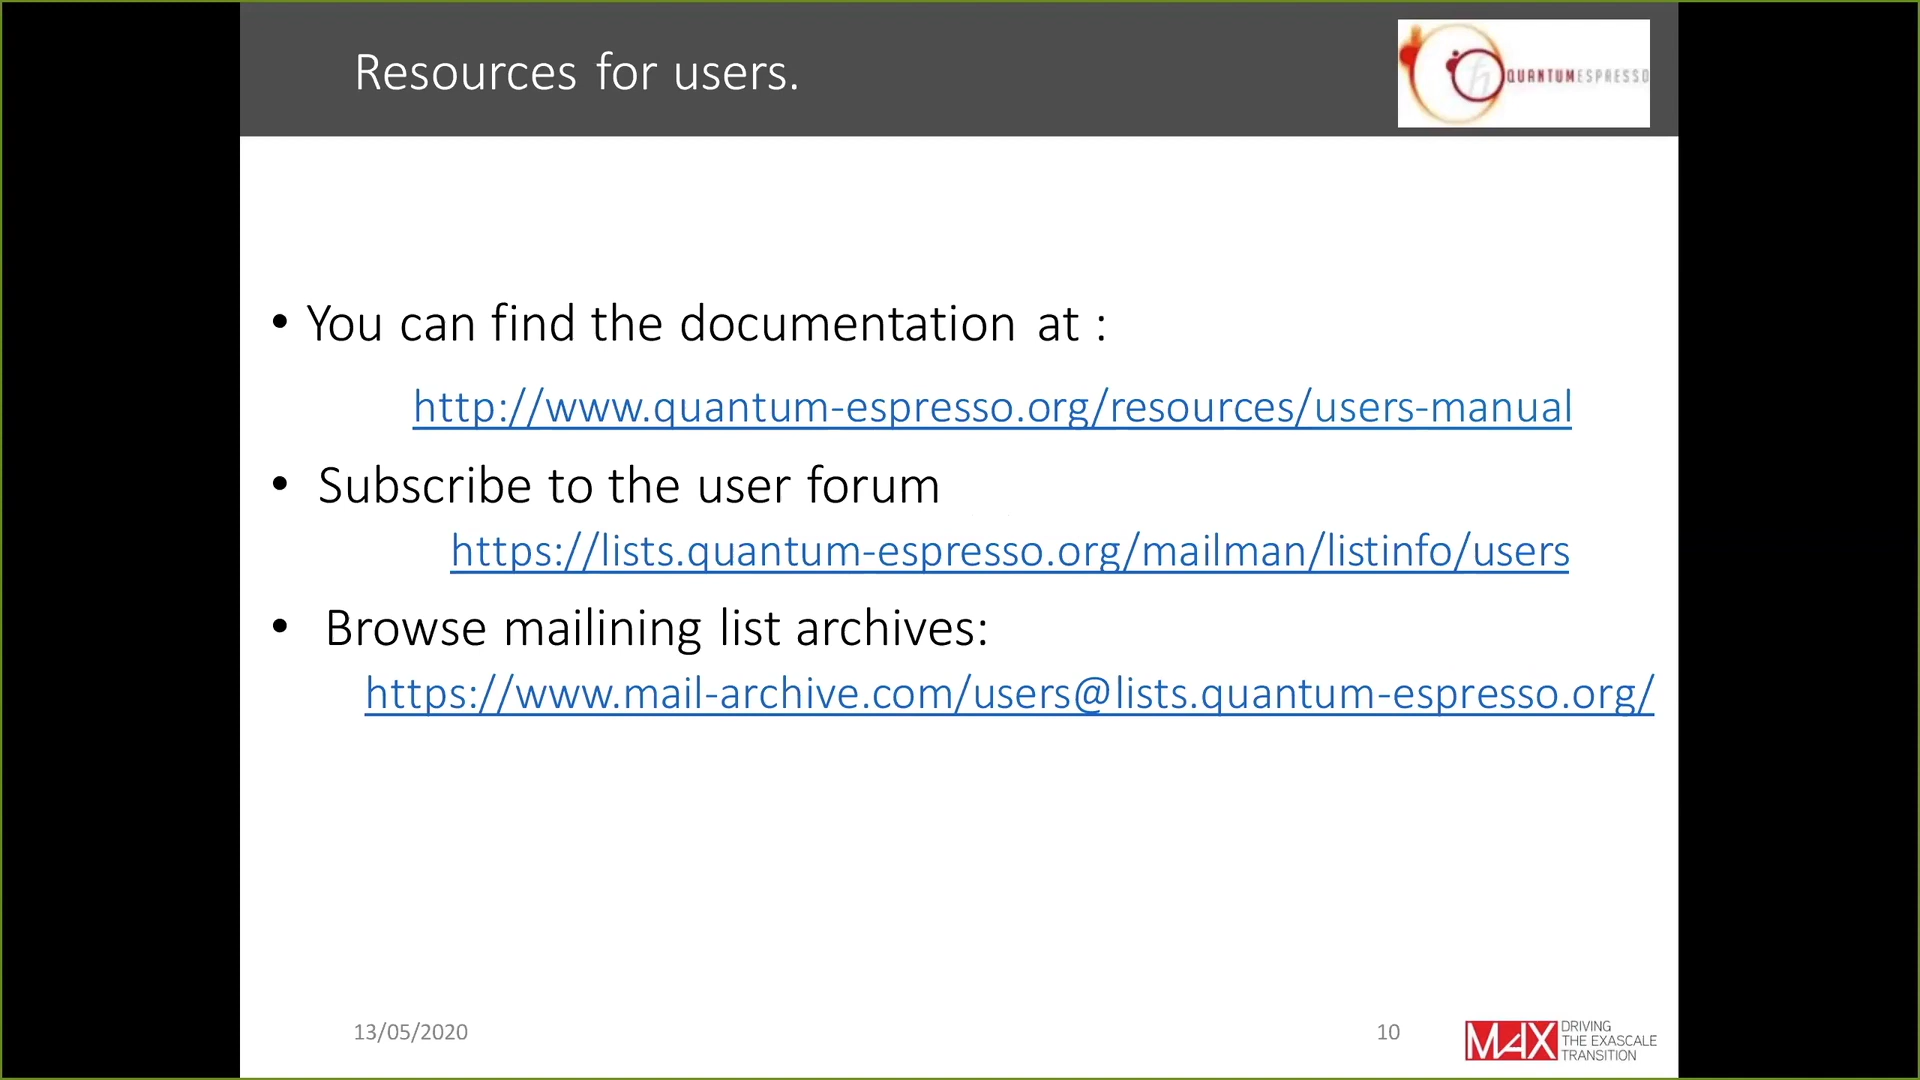 Resources for users.
QUANTUMESPRESSO
• You can find the documentation at :
http://www.quantum-espresso.org/resources/users-manual
• Subscribe to the user forum
https://lists.quantum-espresso.org/mailman/listinfo/users
• Browse mailining list archives:
https://www.mail-archive.com/users@lists.quantum-espresso.org/
13/05/2020
10
MAX
DRIVING
THE EXASCALE
TRANSITION